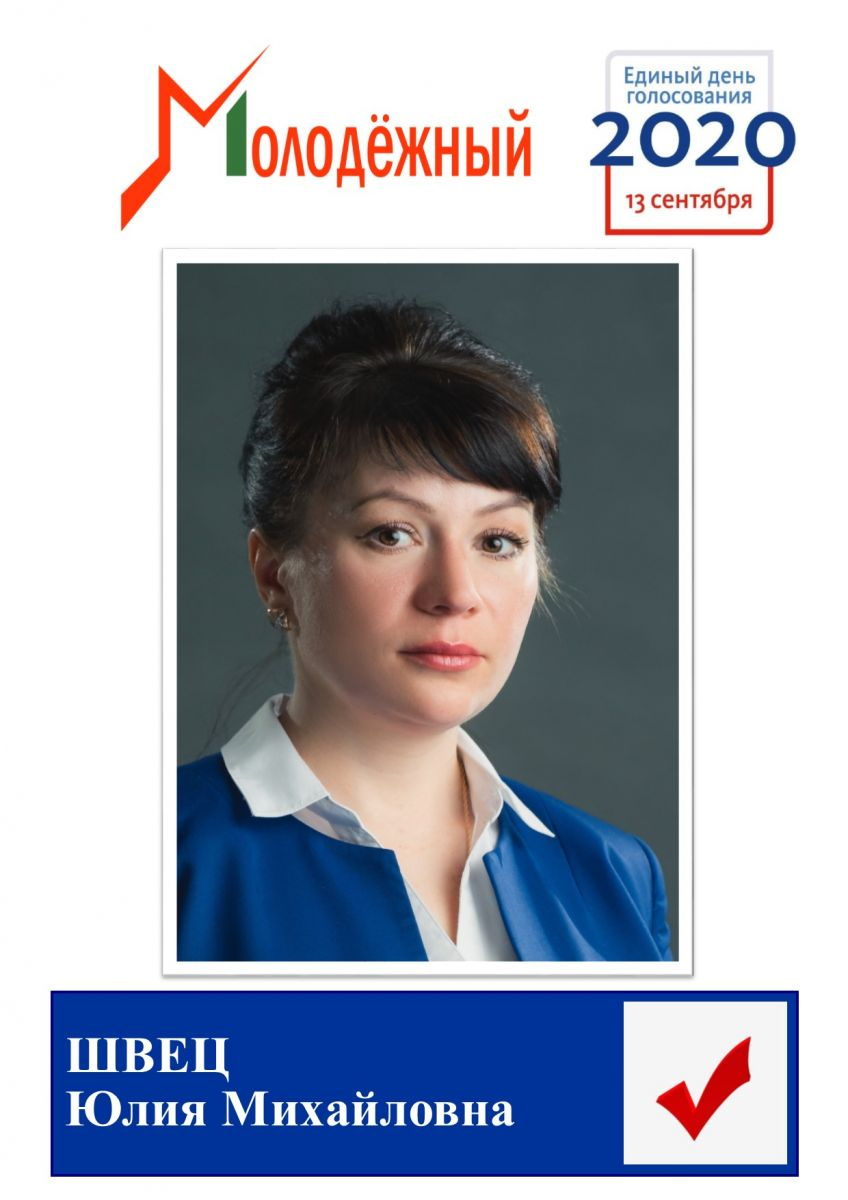 Молодёжный
Единый день
голосования
2020
13 сентября
ШВЕЦ
Юлия Михайловна